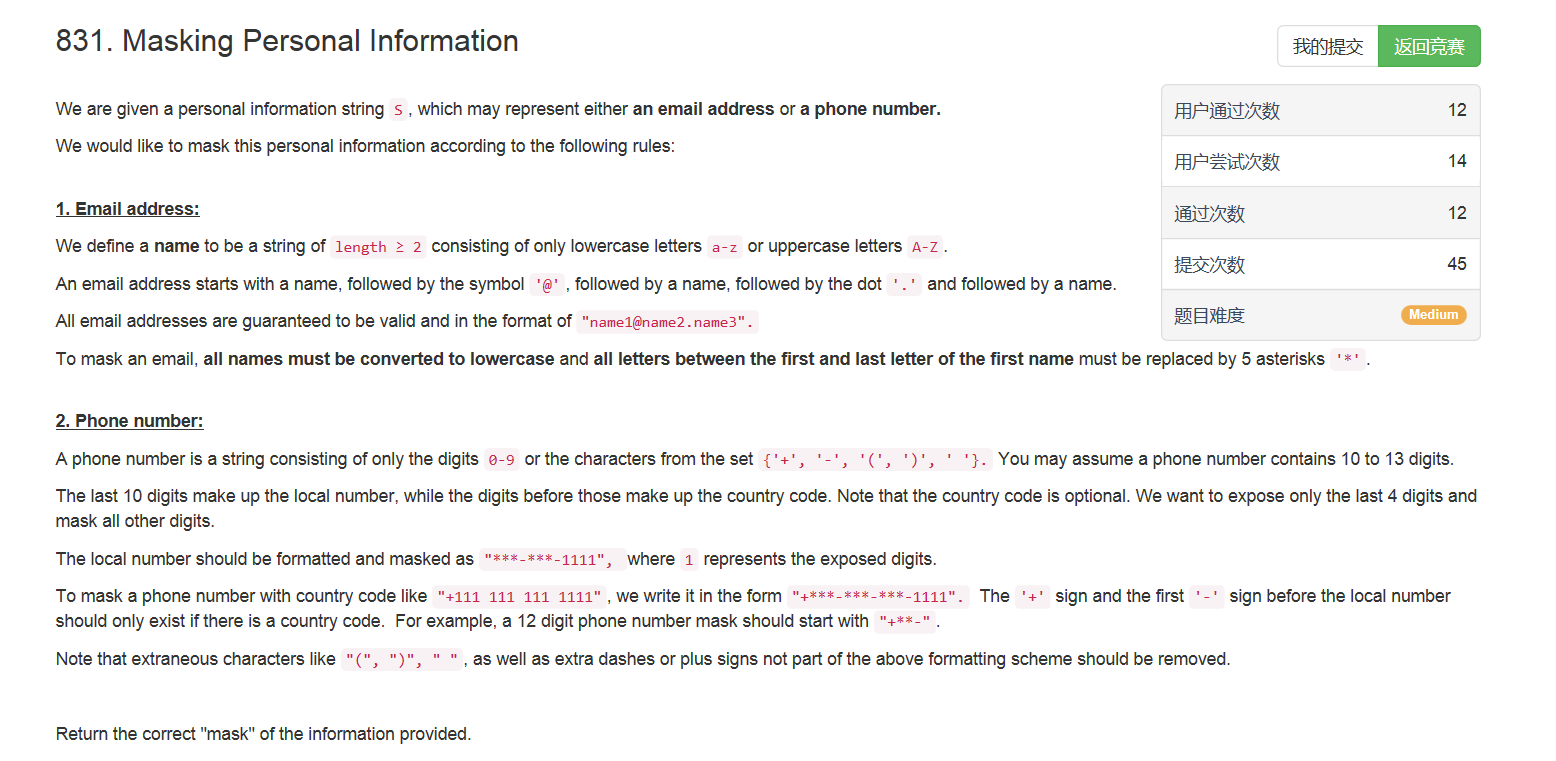 831. Masking Personal Information
我的提交 返回竞赛
We are given a personal information string S, which may represent either an email address or a phone number.
We would like to mask this personal information according to the following rules:
用户通过次数 12
用户尝试次数 14
通过次数 12
提交次数 45
题目难度 Medium
1. Email address:
We define a name to be a string of length ≥ 2 consisting of only lowercase letters a-z or uppercase letters A-Z.
An email address starts with a name, followed by the symbol '@', followed by a name, followed by the dot '.' and followed by a name.
All email addresses are guaranteed to be valid and in the format of "name1@name2.name3".
To mask an email, all names must be converted to lowercase and all letters between the first and last letter of the first name must be replaced by 5 asterisks '*'.
2. Phone number:
A phone number is a string consisting of only the digits 0-9 or the characters from the set {'+', '-', '(', ')', ' '}. You may assume a phone number contains 10 to 13 digits.
The last 10 digits make up the local number, while the digits before those make up the country code. Note that the country code is optional. We want to expose only the last 4 digits and
mask all other digits.
The local number should be formatted and masked as "***-***-1111", where 1 represents the exposed digits.
To mask a phone number with country code like "+111 111 111 1111", we write it in the form "+***-***-***-1111". The '+' sign and the first '-' sign before the local number
should only exist if there is a country code. For example, a 12 digit phone number mask should start with "+**-".
Note that extraneous characters like "(", ")", " ", as well as extra dashes or plus signs not part of the above formatting scheme should be removed.
Return the correct "mask" of the information provided.